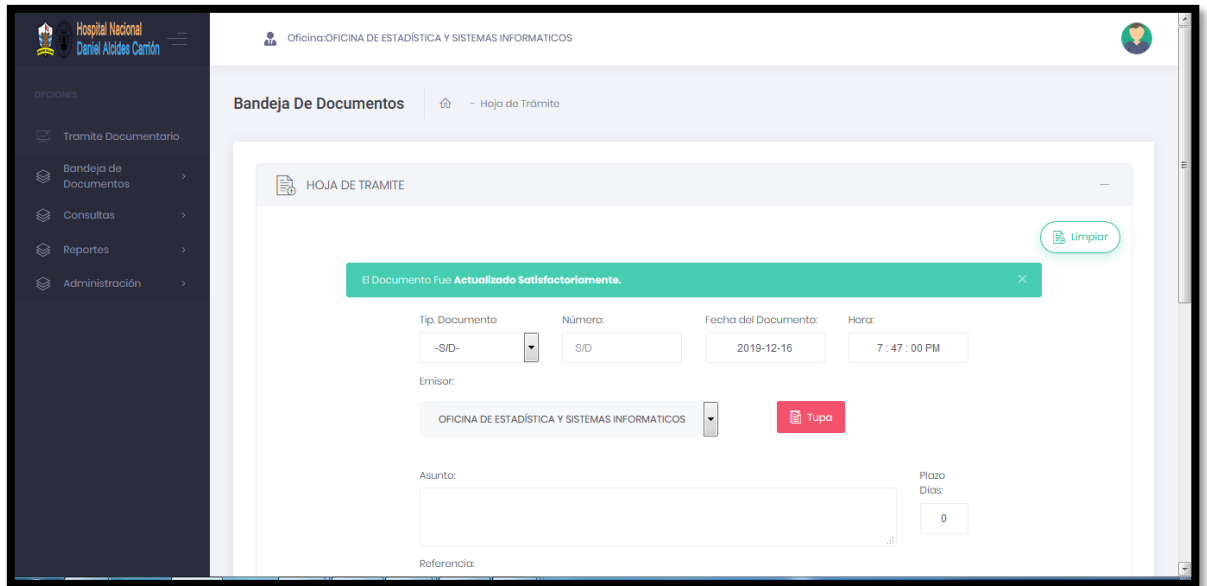 Hospital Nacional
Daniel Alcides Carrión
Oficina:OFICINA DE ESTADÍSTICA Y SISTEMAS INFORMATICOS
OPCIONES
Tramite Documentario
Bandeja de
Documentos
Consultas
Reportes
Administración
Bandeja De Documentos
- Hoja de Trámite
HOJA DE TRAMITE
Limpiar
El Documento Fue Actualizado Satisfactoriamente.
Tip. Documento Número: Fecha del Documento: Hora:
-S/D- S/D 2019-12-16 7 : 47 : 00 PM
Emisor:
OFICINA DE ESTADÍSTICA Y SISTEMAS INFORMATICOS Tupa
Asunto: Plazo
Días:
0
Referencia: